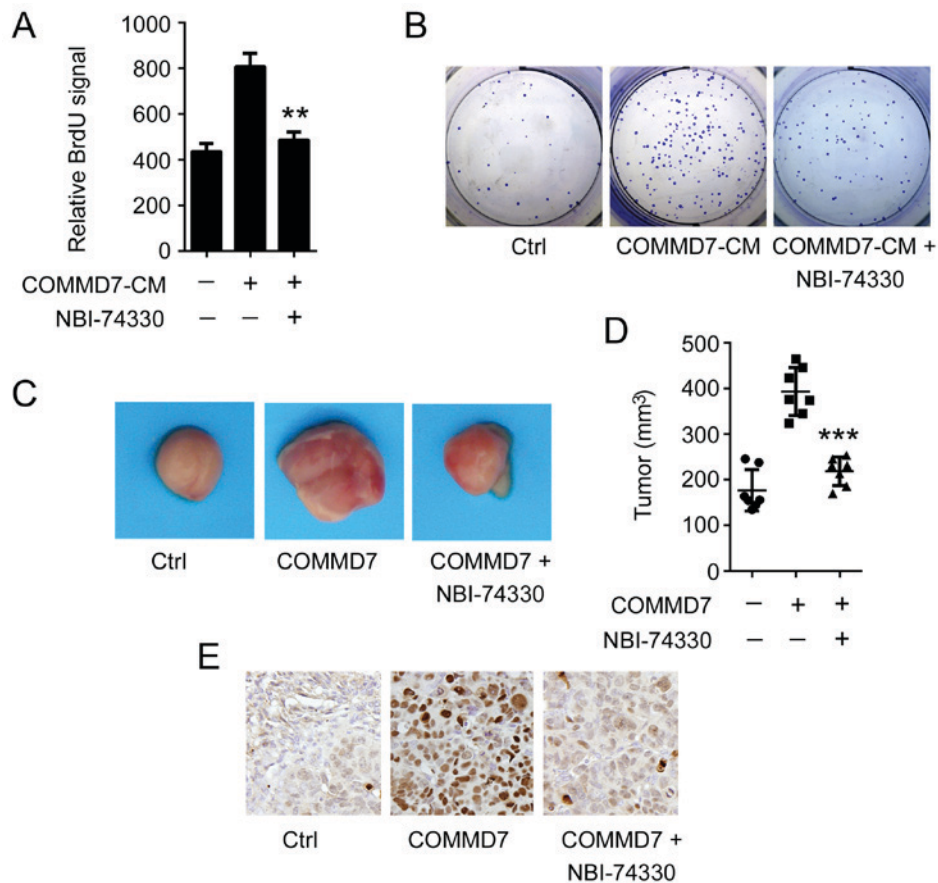 A
Relative BrdU signal
1000
800
600
400
200
0
**
COMMD7-CM − + +
NBI-74330 − − +
B
Ctrl
COMMD7-CM
COMMD7-CM +
NBI-74330
C
Ctrl
COMMD7
COMMD7 +
NBI-74330
D
Tumor (mm³)
500
400
300
200
100
0
***
COMMD7 − + +
NBI-74330 − − +
E
Ctrl
COMMD7
COMMD7 +
NBI-74330